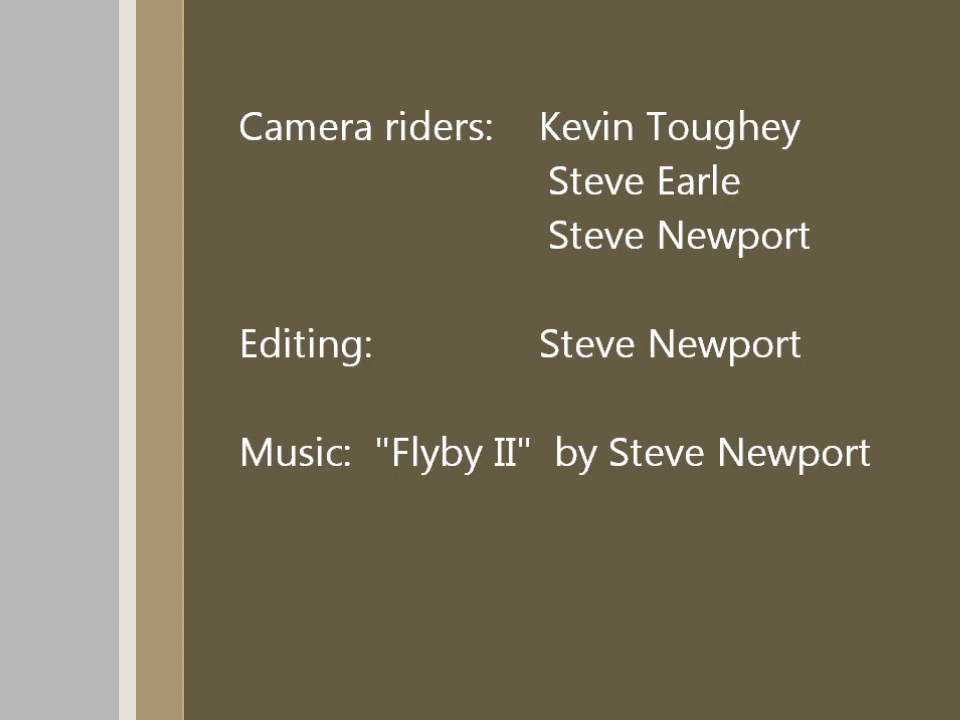 Camera riders: Kevin Toughey
Steve Earle
Steve Newport
Editing: Steve Newport
Music: "Flyby II" by Steve Newport